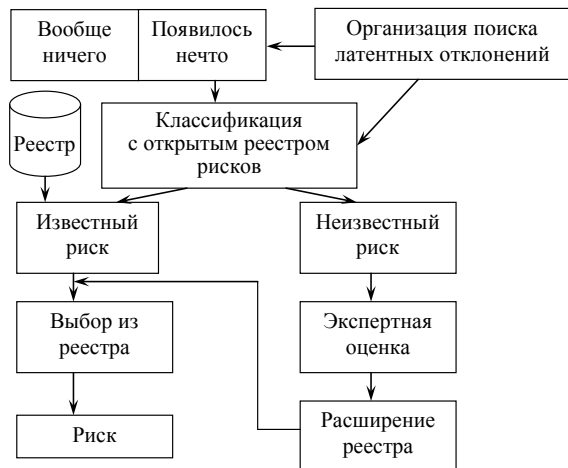 Вообще
ничего
Появилось
нечто
Организация поиска
латентных отклонений
Реестр
Классификация
с открытым реестром
рисков
Известный
риск
Неизвестный
риск
Выбор из
реестра
Экспертная
оценка
Риск
Расширение
реестра